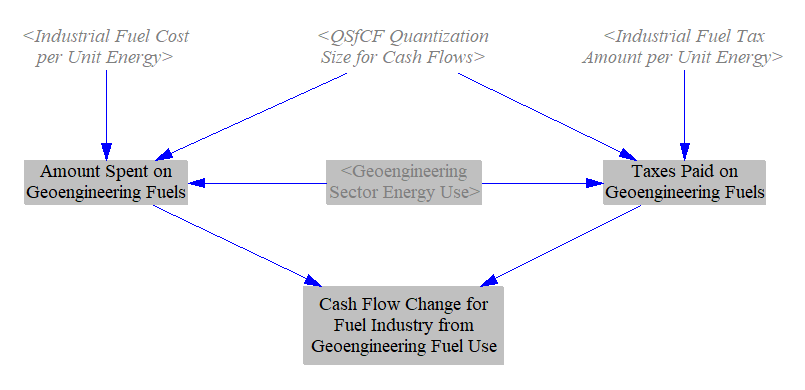 <Industrial Fuel Cost
per Unit Energy>
<QSfCF Quantization
Size for Cash Flows>
<Industrial Fuel Tax
Amount per Unit Energy>
Amount Spent on
Geoengineering Fuels
<Geoengineering
Sector Energy Use>
Taxes Paid on
Geoengineering Fuels
Cash Flow Change for
Fuel Industry from
Geoengineering Fuel Use